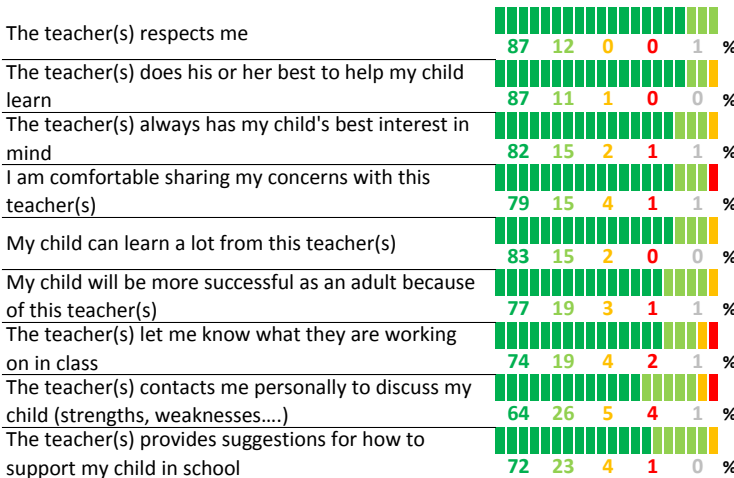 The teacher(s) respects me
87 12 0 0 1 %
The teacher(s) does his or her best to help my child
learn
87 11 1 0 0 %
The teacher(s) always has my child's best interest in
mind
82 15 2 1 1 %
I am comfortable sharing my concerns with this
teacher(s)
79 15 4 1 1 %
My child can learn a lot from this teacher(s)
83 15 2 0 0 %
My child will be more successful as an adult because
of this teacher(s)
77 19 3 1 1 %
The teacher(s) let me know what they are working
on in class
74 19 4 2 1 %
The teacher(s) contacts me personally to discuss my
child (strengths, weaknesses....)
64 26 5 4 1 %
The teacher(s) provides suggestions for how to
support my child in school
72 23 4 1 0 %